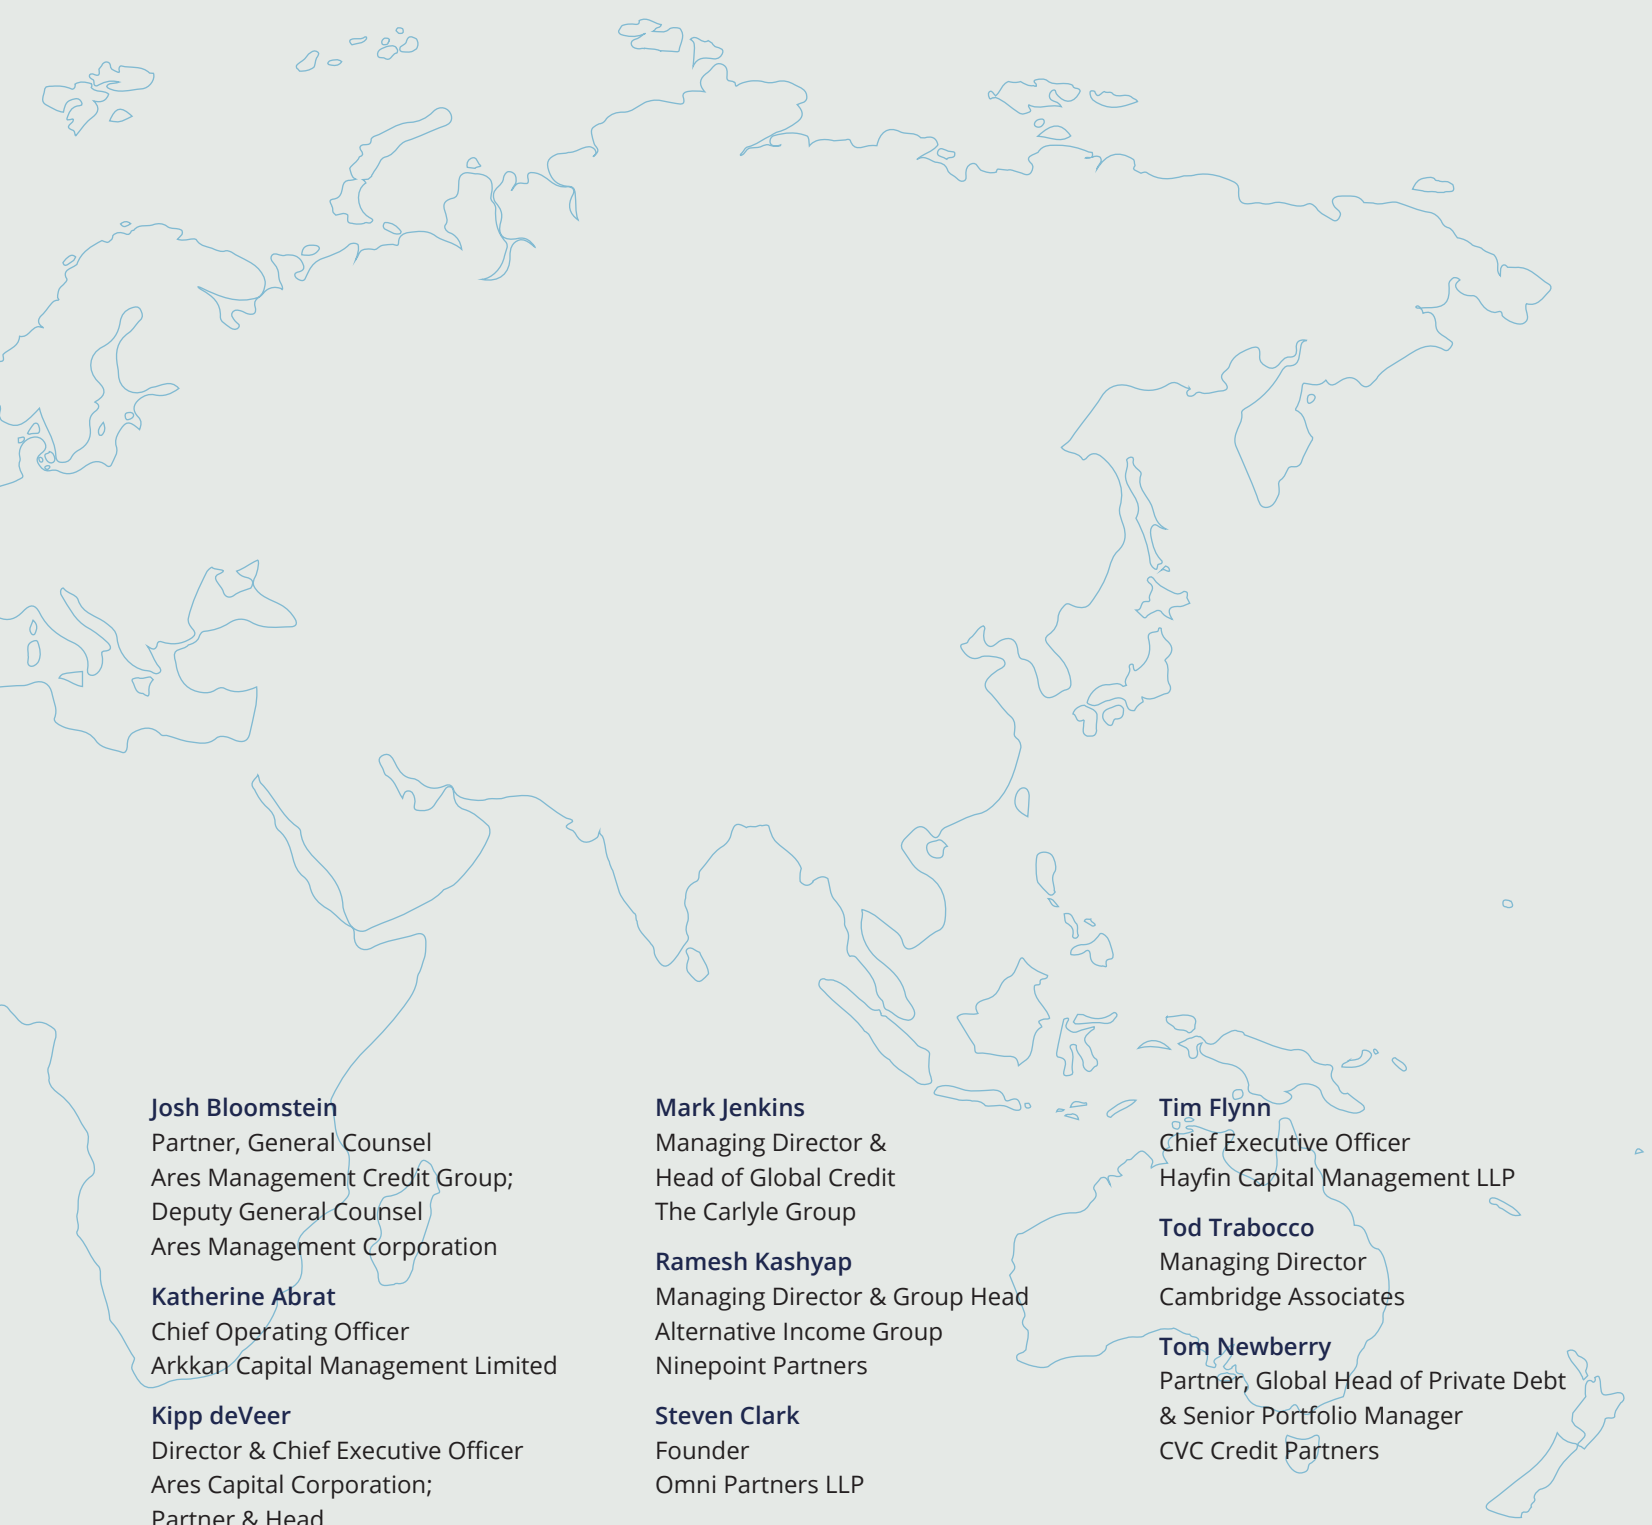 Josh Bloomstein
Partner, General Counsel
Ares Management Credit Group;
Deputy General Counsel
Ares Management Corporation
Katherine Abrat
Chief Operating Officer
Arkkan Capital Management Limited
Kipp deVeer
Director & Chief Executive Officer
Ares Capital Corporation;
Partner & Head
Mark Jenkins
Managing Director &
Head of Global Credit
The Carlyle Group
Ramesh Kashyap
Managing Director & Group Head
Alternative Income Group
Ninepoint Partners
Steven Clark
Founder
Omni Partners LLP
Tim Flynn
Chief Executive Officer
Hayfin Capital Management LLP
Tod Trabocco
Managing Director
Cambridge Associates
Tom Newberry
Partner, Global Head of Private Debt
& Senior Portfolio Manager
CVC Credit Partners